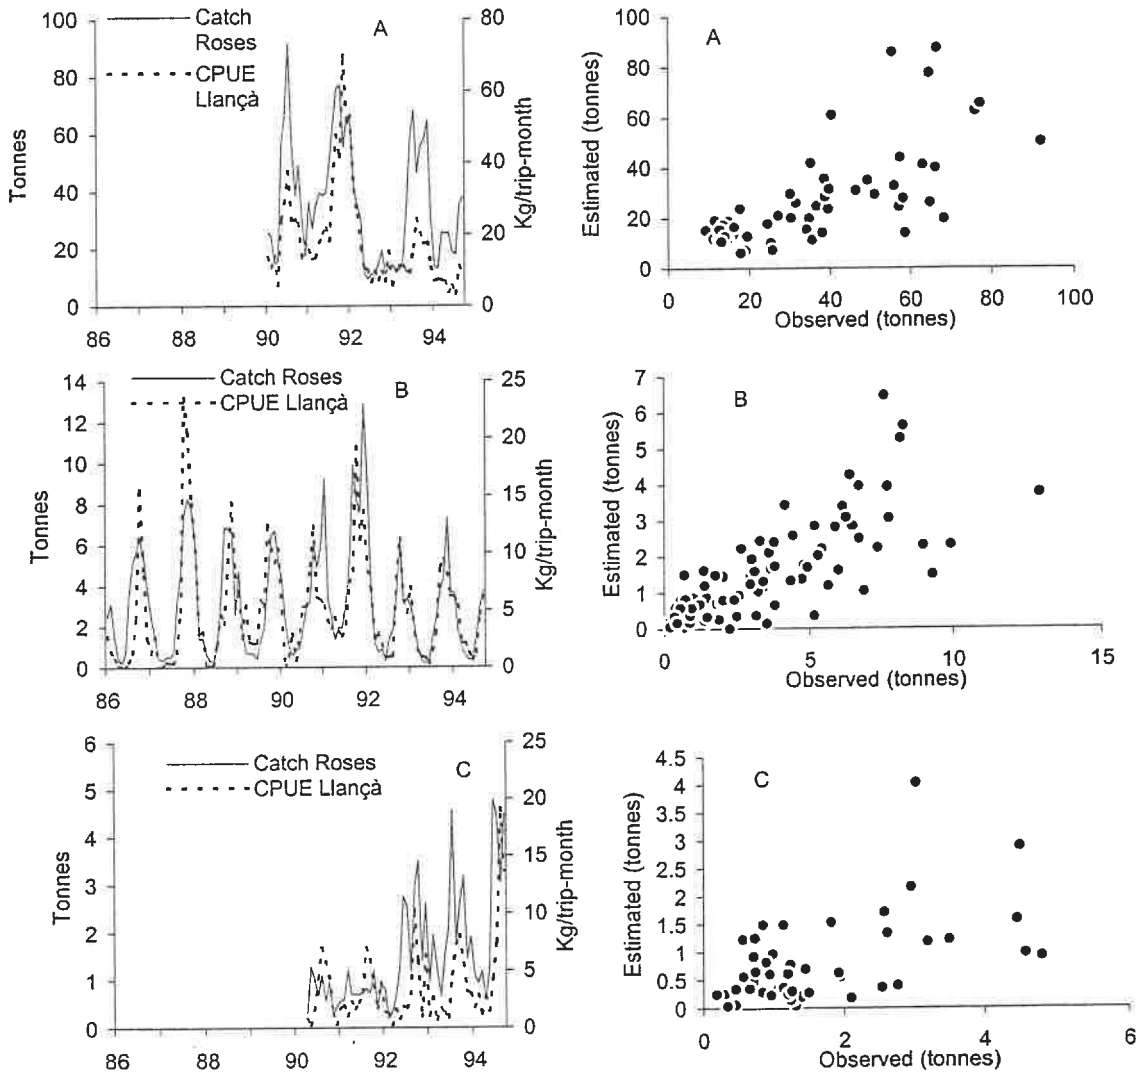 Catch
Roses
CPUE
Llançà
A
Tonnes
100
80
60
40
20
0
80
60
40
20
0
Kg/trip-month
86 88 90 92 94
A
Estimated (tonnes)
100
80
60
40
20
0
0 20 40 60 80 100
Observed (tonnes)
Catch Roses
CPUE Llançà
B
Tonnes
14
12
10
8
6
4
2
0
25
20
15
10
5
0
Kg/trip-month
86 88 90 92 94
B
Estimated (tonnes)
7
6
5
4
3
2
1
0
0 5 10 15
Observed (tonnes)
Catch Roses
CPUE Llançà
C
Tonnes
6
5
4
3
2
1
0
25
20
15
10
5
0
Kg/trip-month
86 88 90 92 94
C
Estimated (tonnes)
4.5
4
3.5
3
2.5
2
1.5
1
0.5
0
0 2 4 6
Observed (tonnes)